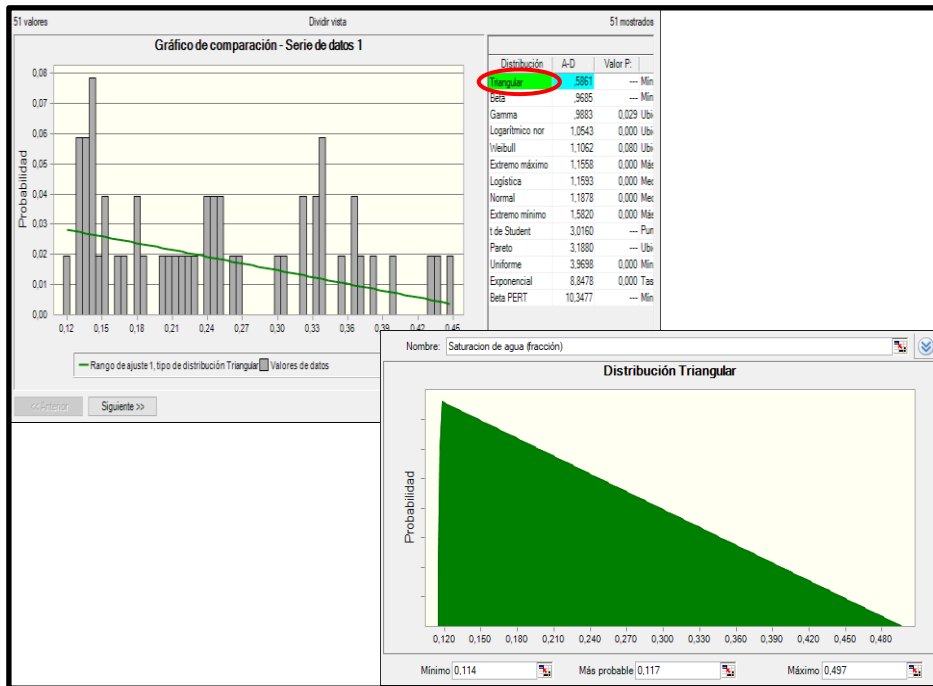 51 valores Dividir vista 51 mostrados
Gráfico de comparación - Serie de datos 1
Probabilidad
0,08
0,07
0,06
0,05
0,04
0,03
0,02
0,01
0,00
0,12 0,15 0,18 0,21 0,24 0,27 0,30 0,33 0,36 0,39 0,42 0,45
Rango de ajuste 1, tipo de distribución Triangular Valores de datos
<< Anterior Siguiente >>
Distribución A-D Valor P:
Triangular ,5861 --- Mín
Beta ,9685 --- Mín
Gamma ,9883 0,029 Ubi
Logarítmico nor 1,0543 0,000 Ubi
Weibull 1,1062 0,080 Ubi
Extremo máximo 1,1558 0,000 Más
Logística 1,1593 0,000 Med
Normal 1,1878 0,000 Med
Extremo mínimo 1,5820 0,000 Más
t de Student 3,0160 --- Pun
Pareto 3,1880 --- Ubi
Uniforme 3,9698 0,000 Mín
Exponencial 8,8478 0,000 Tas
Beta PERT 10,3477 --- Mín
Nombre: Saturacion de agua (fracción)
Distribución Triangular
Probabilidad
0,120 0,150 0,180 0,210 0,240 0,270 0,300 0,330 0,360 0,390 0,420 0,450 0,480
Mínimo 0,114 Más probable 0,117 Máximo 0,497